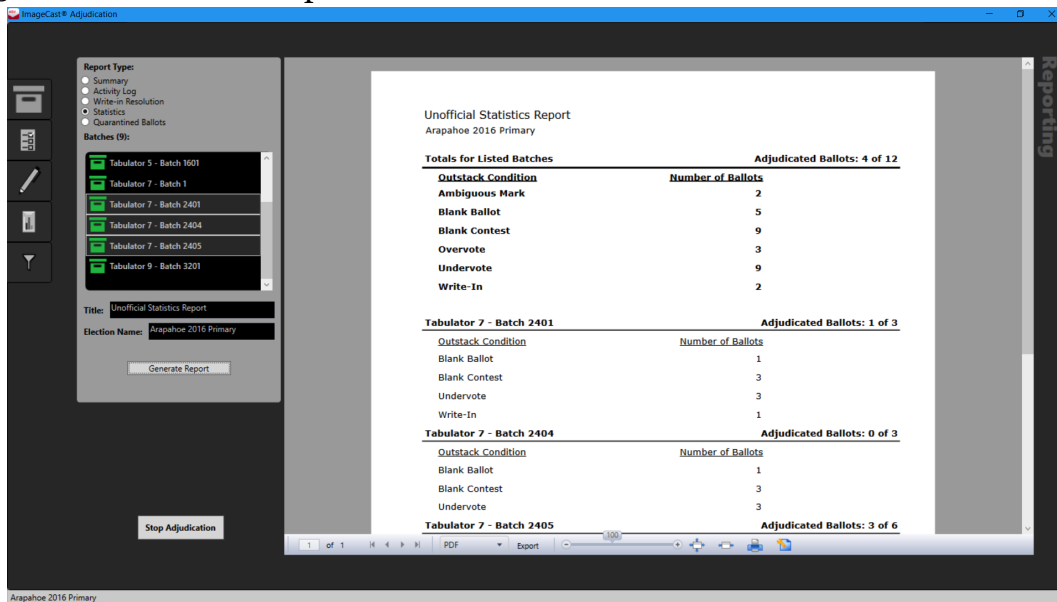 ImageCast® Adjudication
Report Type:
Summary
Activity Log
Write-in Resolution
Statistics
Quarantined Ballots
Batches (9):
Tabulator 5 - Batch 1601
Tabulator 7 - Batch 1
Tabulator 7 - Batch 2401
Tabulator 7 - Batch 2404
Tabulator 7 - Batch 2405
Tabulator 9 - Batch 3201
Title: Unofficial Statistics Report
Election Name: Arapahoe 2016 Primary
Generate Report
Stop Adjudication
Unofficial Statistics Report
Arapahoe 2016 Primary
Totals for Listed Batches Adjudicated Ballots: 4 of 12
Outstack Condition Number of Ballots
Ambiguous Mark 2
Blank Ballot 5
Blank Contest 9
Overvote 3
Undervote 9
Write-In 2
Tabulator 7 - Batch 2401 Adjudicated Ballots: 1 of 3
Outstack Condition Number of Ballots
Blank Ballot 1
Blank Contest 3
Undervote 3
Write-In 1
Tabulator 7 - Batch 2404 Adjudicated Ballots: 0 of 3
Outstack Condition Number of Ballots
Blank Ballot 1
Blank Contest 3
Undervote 3
Tabulator 7 - Batch 2405 Adjudicated Ballots: 3 of 6
1 of 1 PDF Export 100
Reporting
Arapahoe 2016 Primary